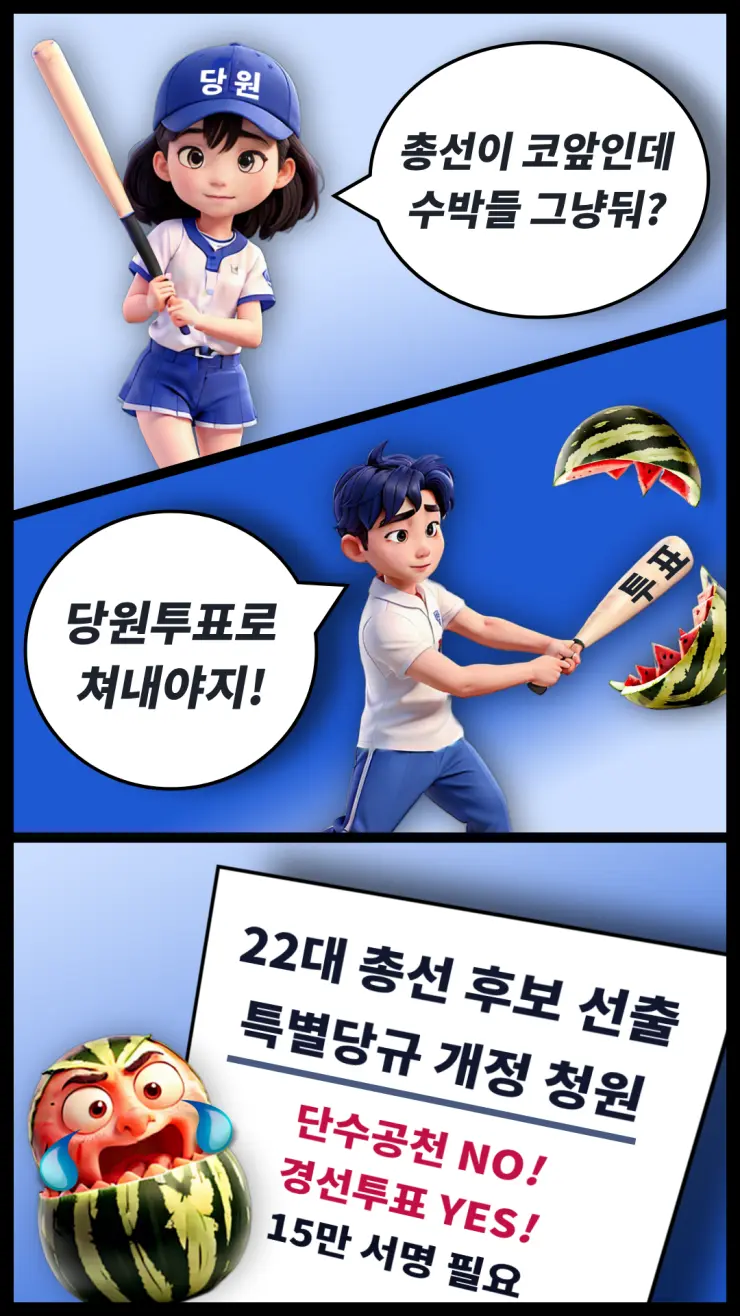 당원
총선이 코앞인데
수박들 그냥둬?
투표
당원투표로
쳐내야지!
22대 총선 후보 선출
특별당규 개정 청원
단수공천 NO!
경선투표 YES!
15만 서명 필요